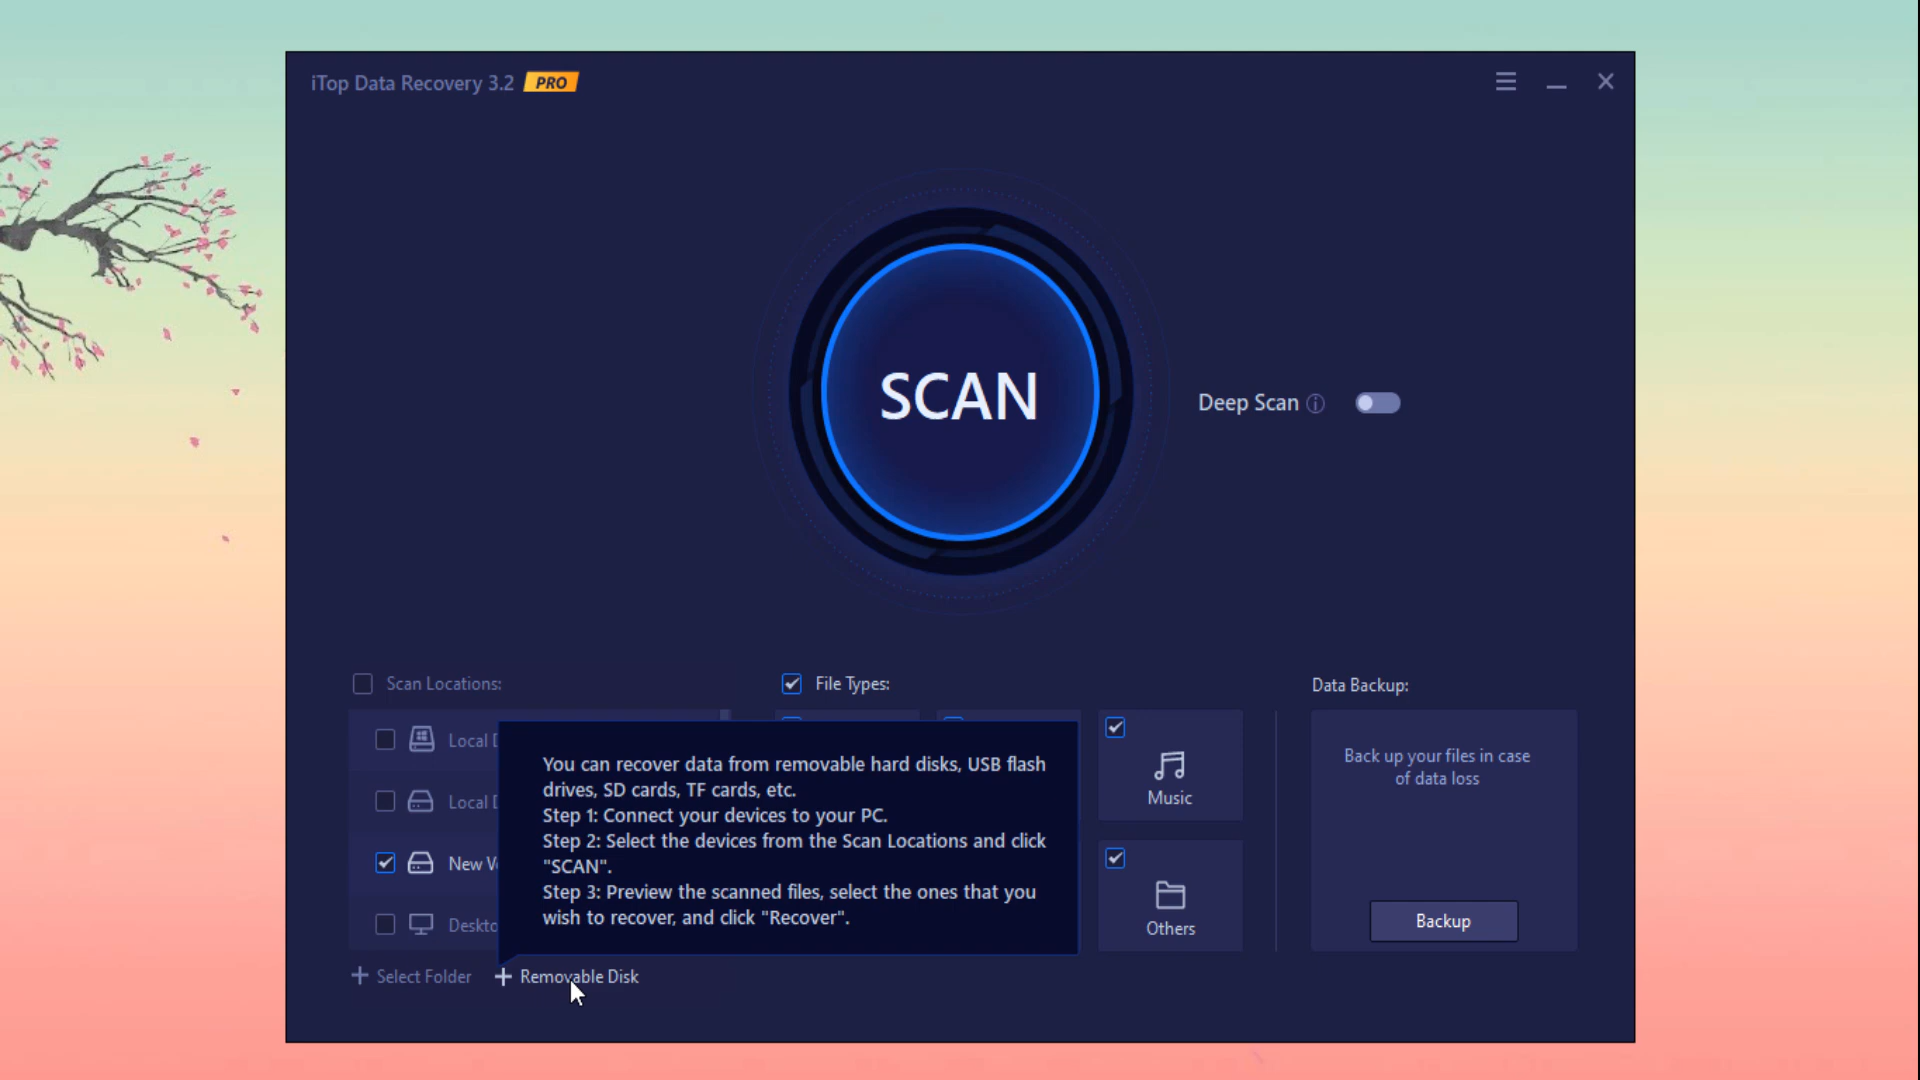 iTop Data Recovery 3.2 PRO
SCAN
Deep Scan
Scan Locations:
File Types:
Data Backup:
Local
Local
New
You can recover data from removable hard disks, USB flash
drives, SD cards, TF cards, etc.
Step 1: Connect your devices to your PC.
Step 2: Select the devices from the Scan Locations and click
"SCAN".
Step 3: Preview the scanned files, select the ones that you
wish to recover, and click "Recover".
Music
Others
Back up your files in case
of data loss
Backup
+ Select Folder
+ Removable Disk